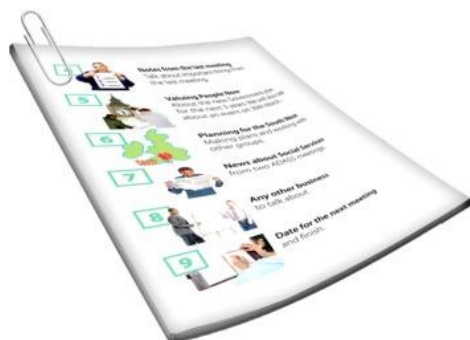 4
Notes from the last meeting
Talk about important things from
the last meeting.
5
Valuing People Now
About the new Government plan
for the next 3 years. We will also talk
about an event on
6
Planning for the South West
Making plans and working with
other groups.
7
News about Social Services
from two ADASS meetings.
8
Any other business
to talk about.
9
Date for the next meeting
and finish.